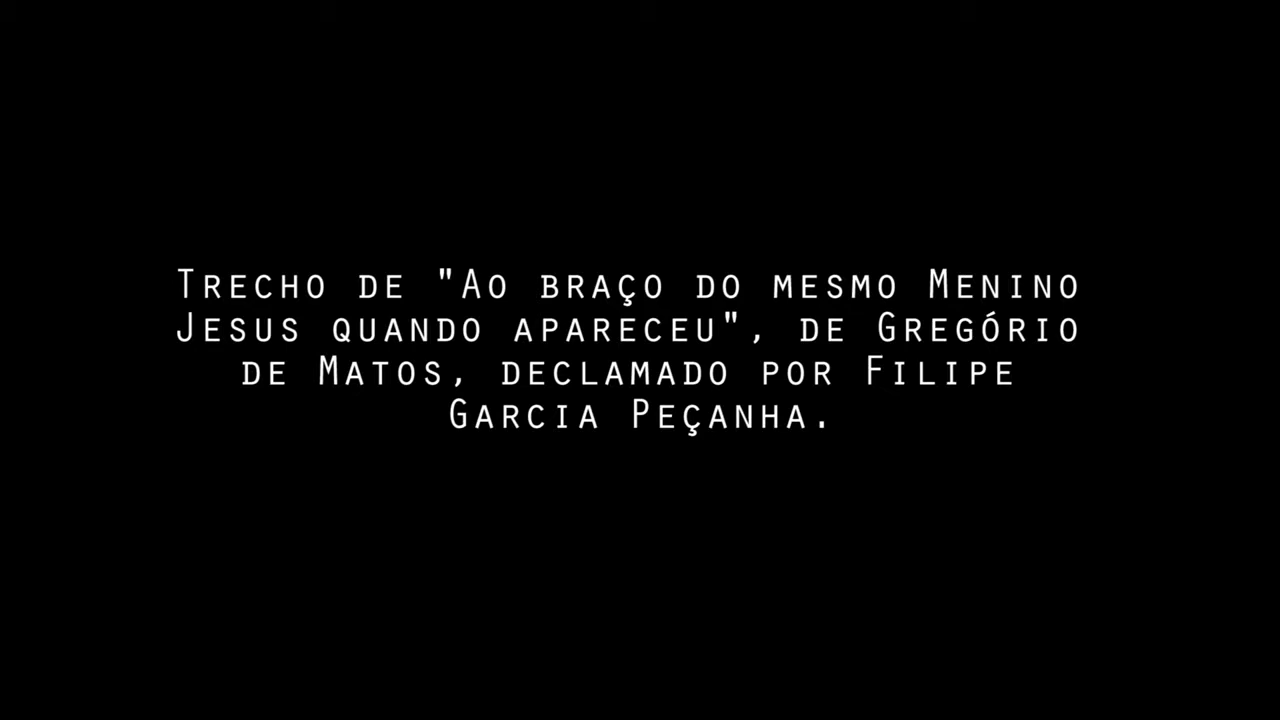 Trecho de "Ao braço do mesmo Menino
Jesus quando apareceu", de Gregório
de Matos, declamado por Filipe
Garcia Peçanha.